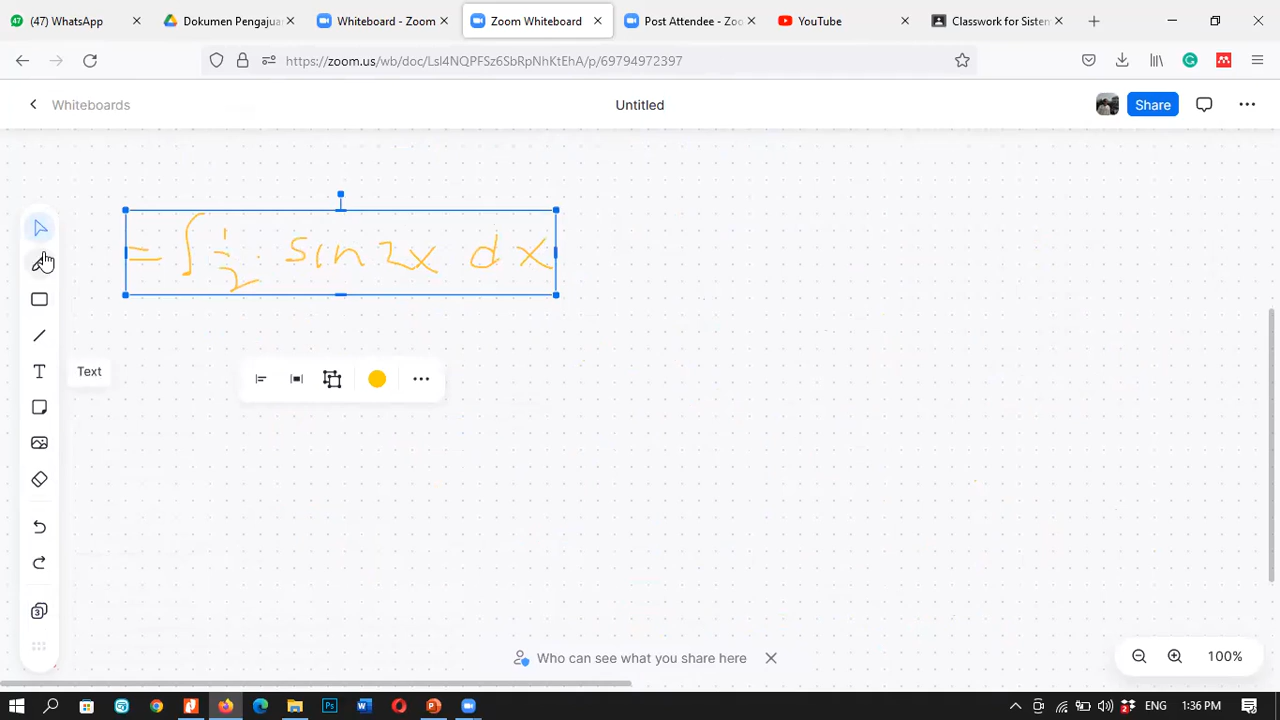 (47) WhatsApp
Dokumen Pengajua
Whiteboard - Zoom
Zoom Whiteboard
Post Attendee - Zoo
YouTube
Classwork for Sistem
https://zoom.us/wb/doc/
/p/69794972397
Whiteboards
Untitled
Share
= ∫ 1/2 . sin 2x dx
Text
3
Who can see what you share here
100%
ENG 1:36 PM